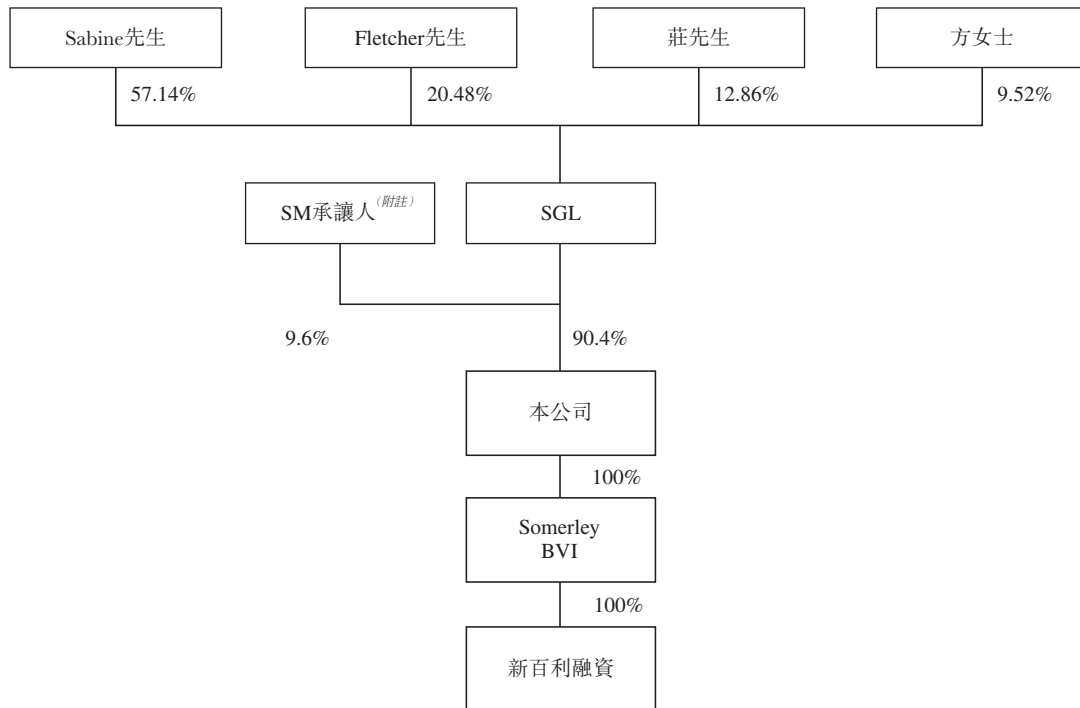 Sabine先生
Fletcher先生
莊先生
方女士
57.14%
20.48%
12.86%
9.52%
SM承讓人(附註)
SGL
9.6%
90.4%
本公司
100%
Somerley
BVI
100%
新百利融資